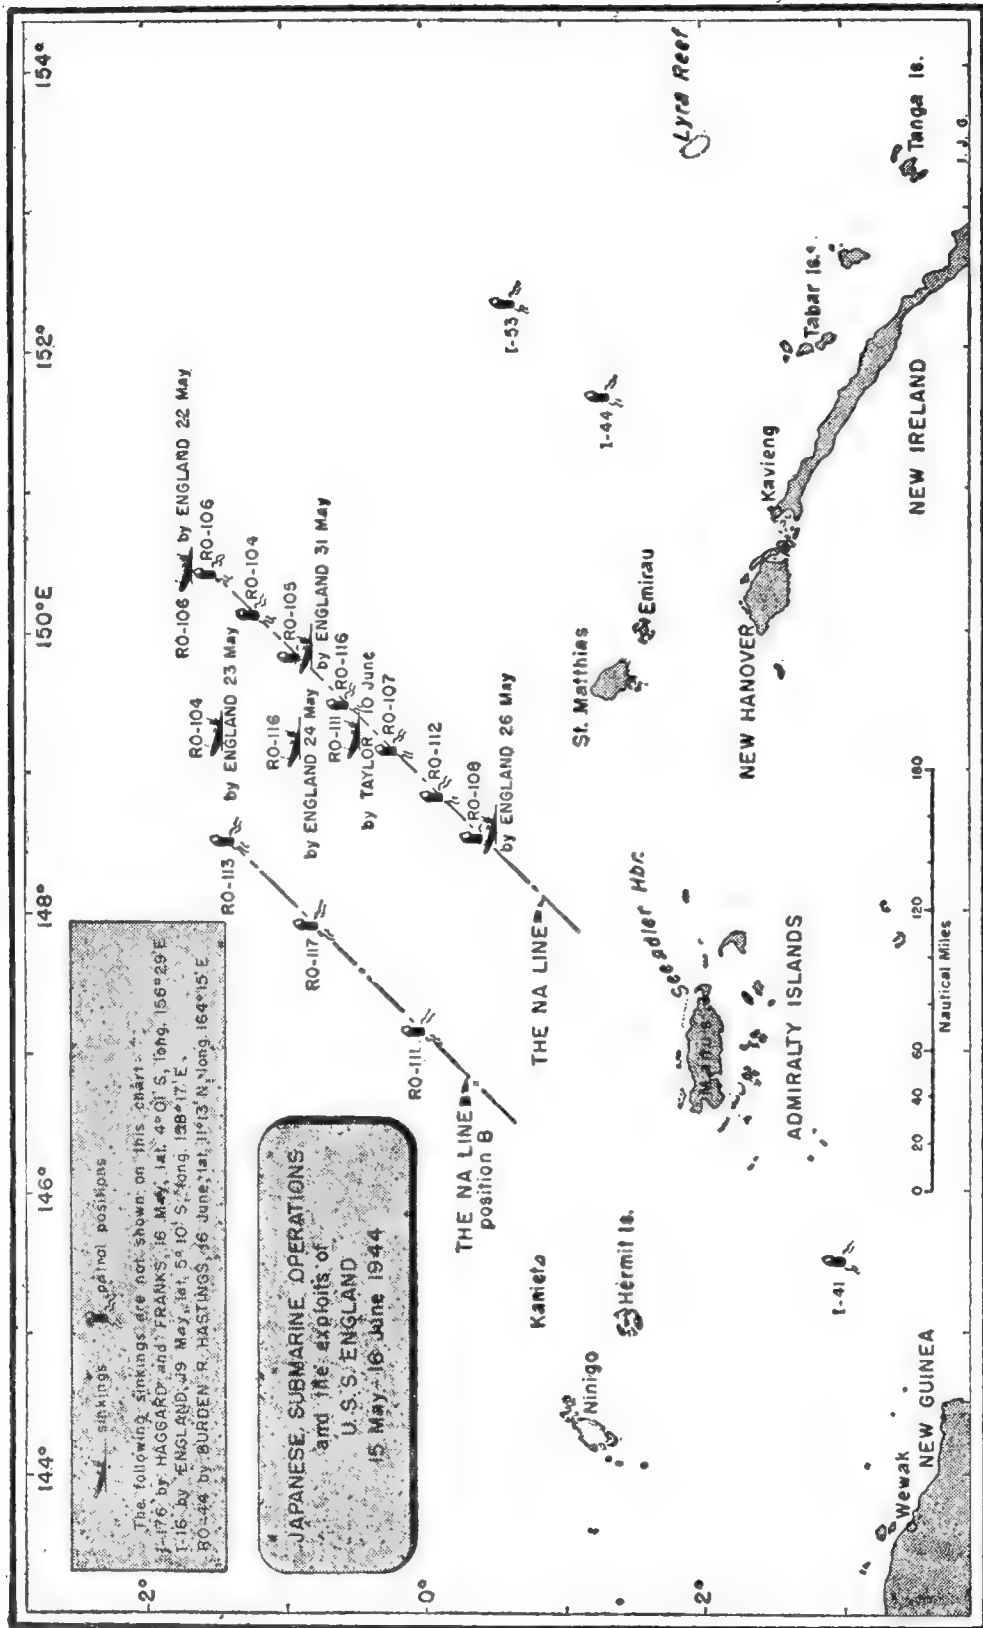 sinkings
patrol positions
The following sinkings are not shown on this chart:
I-176 by HAGGARD and FRANKS, 16 May, lat. 4°01'S, long. 156°29'E
I-16 by ENGLAND, 19 May, lat. 5°10'S, long. 158°17'E.
RO-44 by BURDEN R. HASTINGS, 16 June, lat. 11°13'N, long. 164°15'E
JAPANESE SUBMARINE OPERATIONS
and the exploits of
U.S.S. ENGLAND
15 May-16 June 1944
144°
146°
148°
150°E
152°
154°
2°
0°
2°
RO-106
by ENGLAND 22 May
RO-106
RO-104
by ENGLAND 23 May
RO-104
RO-105
by ENGLAND 31 May
RO-116
by ENGLAND 24 May
RO-116
RO-111
by TAYLOR 10 June
RO-107
RO-112
RO-108
by ENGLAND 26 May
RO-113
RO-117
RO-111
THE NA LINE
THE NA LINE
position B
I-53
I-44
I-41
Lyra Reef
Tanga Is.
Tabar Is.
Kavieng
NEW IRELAND
NEW HANOVER
Emirau
St. Matthias
Seeadler Hbr.
Manus
ADMIRALTY ISLANDS
Kaniet
Hermit Is.
Ninigo
Wewak
NEW GUINEA
0 20 40 60 120 180
Nautical Miles
J.J.G.